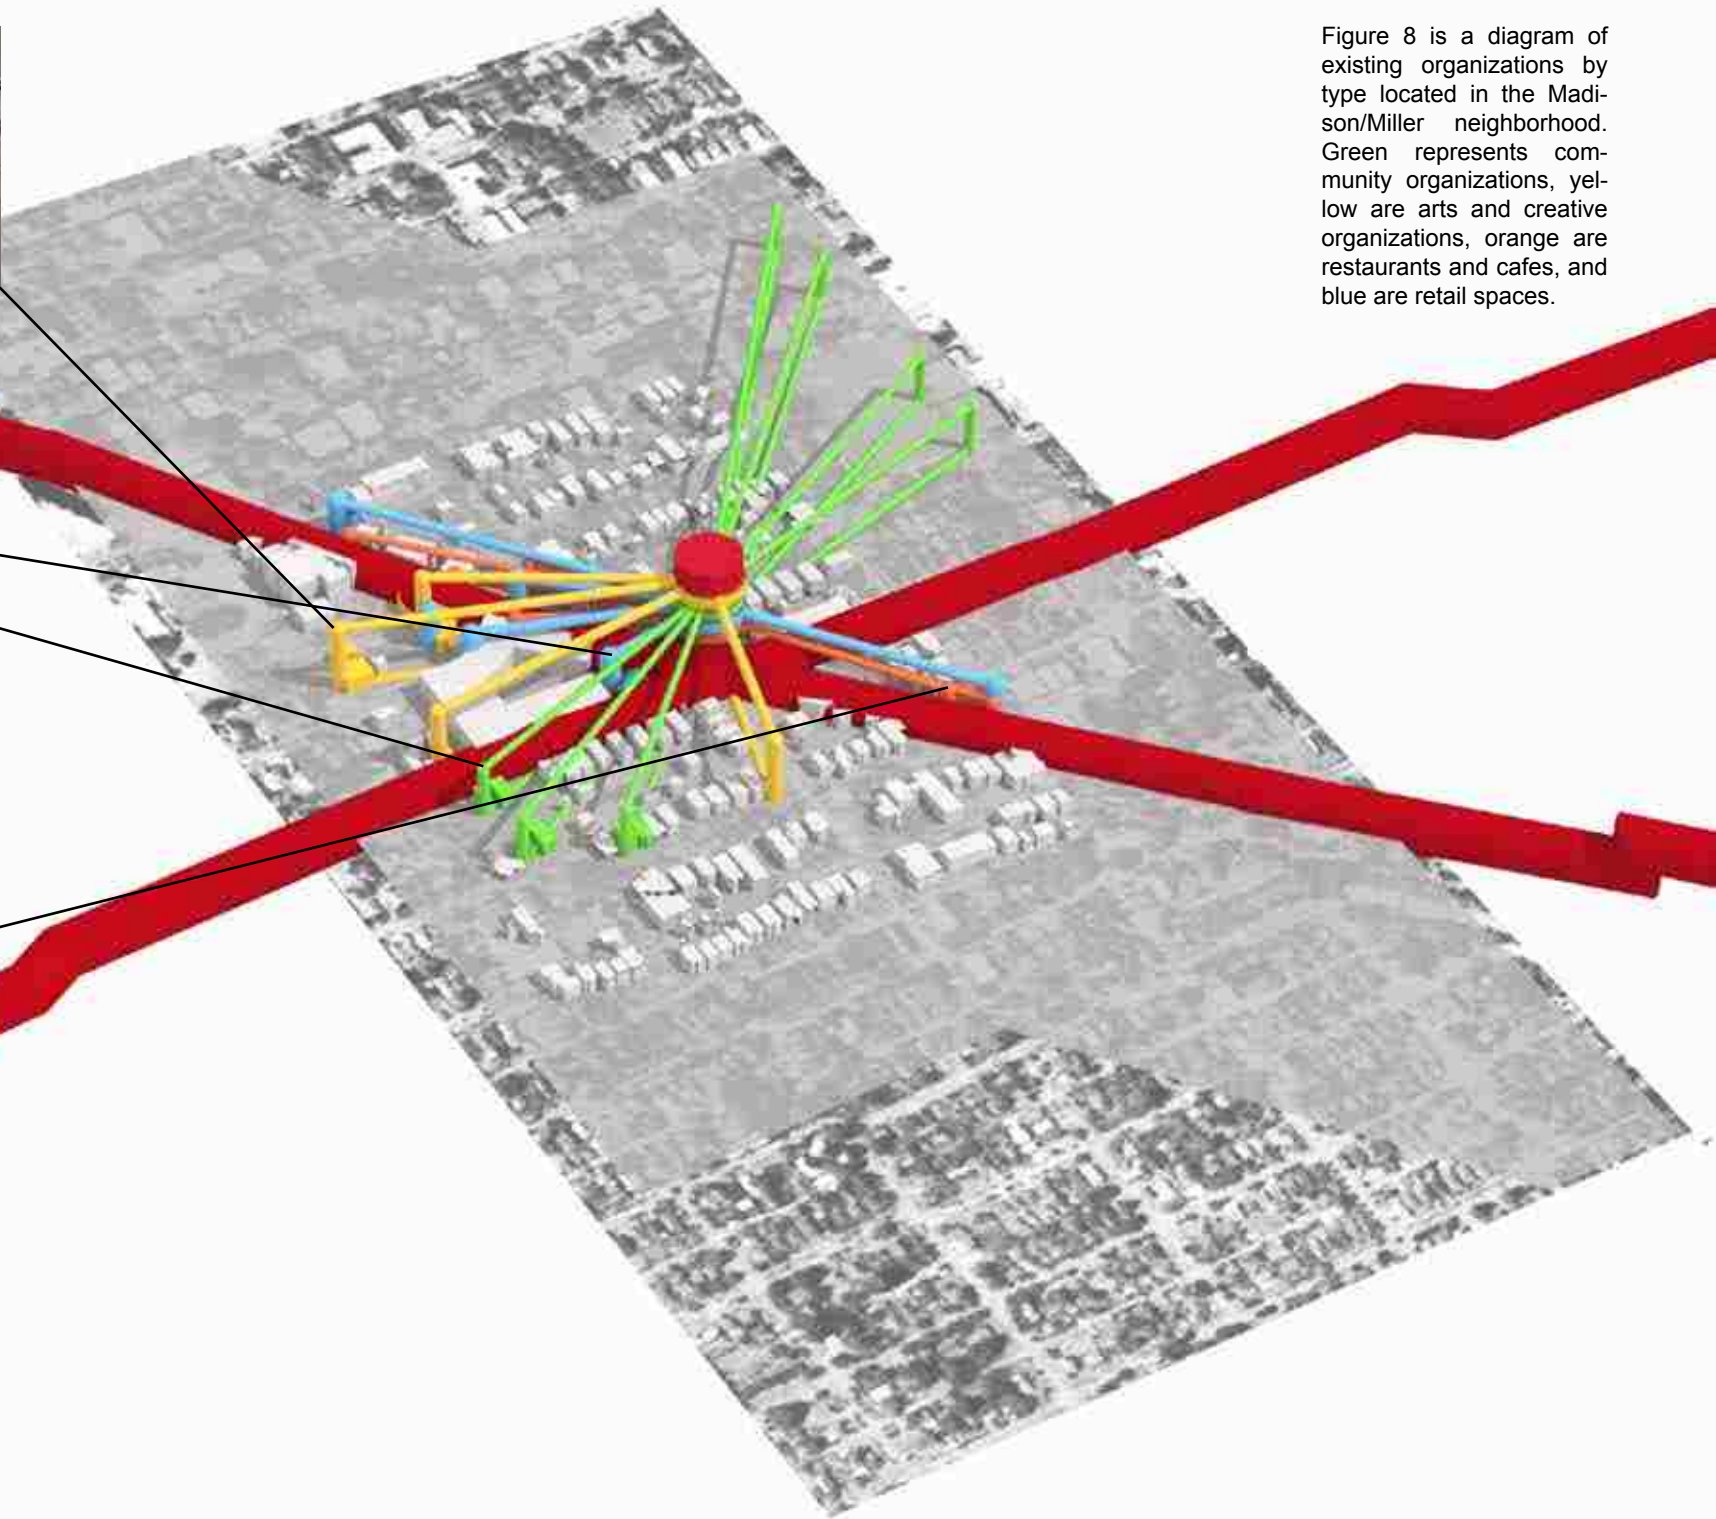 Figure 8 is a diagram of
existing organizations by
type located in the Madi-
son/Miller neighborhood.
Green represents com-
munity organizations, yel-
low are arts and creative
organizations, orange are
restaurants and cafes, and
blue are retail spaces.